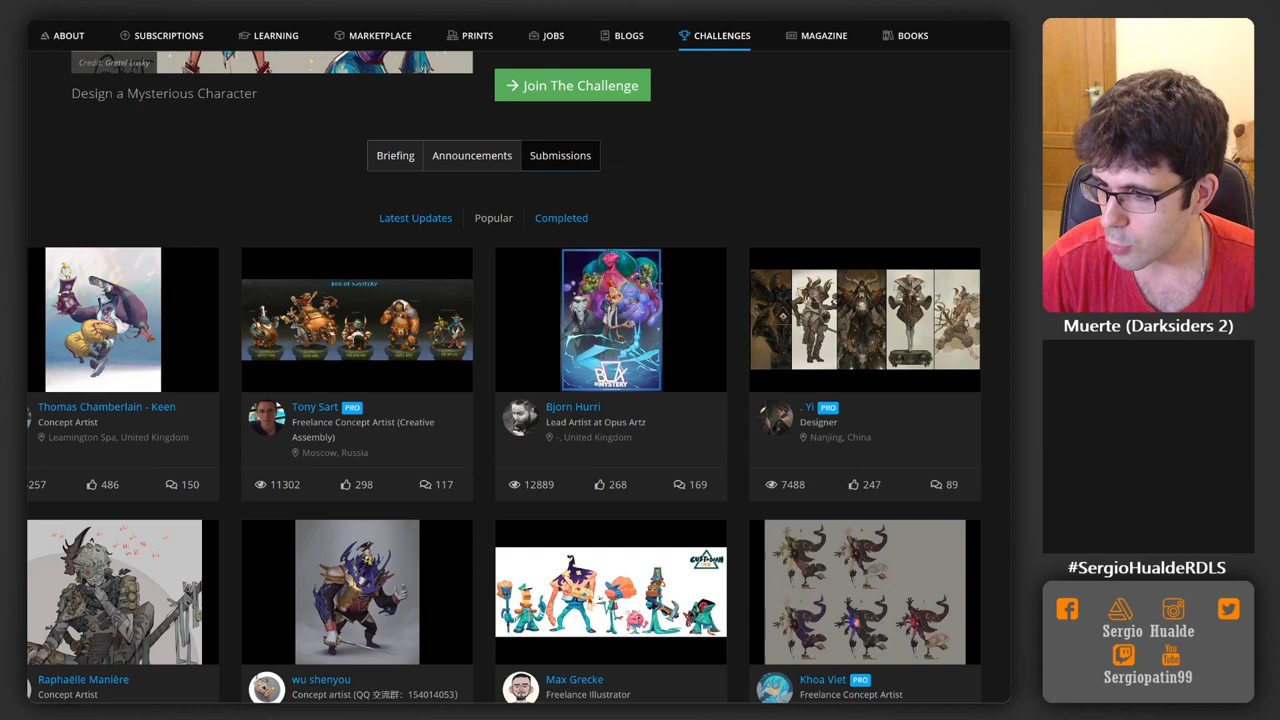 ABOUT
SUBSCRIPTIONS
LEARNING
MARKETPLACE
PRINTS
JOBS
BLOGS
CHALLENGES
MAGAZINE
BOOKS
Credit: Gretel Lusky
Design a Mysterious Character
Join The Challenge
Briefing
Announcements
Submissions
Latest Updates
Popular
Completed
BOX OF MYSTERY
Thomas Chamberlain - Keen
Concept Artist
Leamington Spa, United Kingdom
257
486
150
Tony Sart PRO
Freelance Concept Artist (Creative
Assembly)
Moscow, Russia
11302
298
117
Bjorn Hurri
Lead Artist at Opus Artz
-, United Kingdom
12889
268
169
. Yi PRO
Designer
Nanjing, China
7488
247
89
Raphaëlle Manière
Concept Artist
wu shenyou
Concept artist (QQ 交流群：154014053)
Max Grecke
Freelance Illustrator
Khoa Viet PRO
Freelance Concept Artist
Muerte (Darksiders 2)
#SergioHualdeRDLS
Sergio Hualde
You
Tube
Sergiopatin99